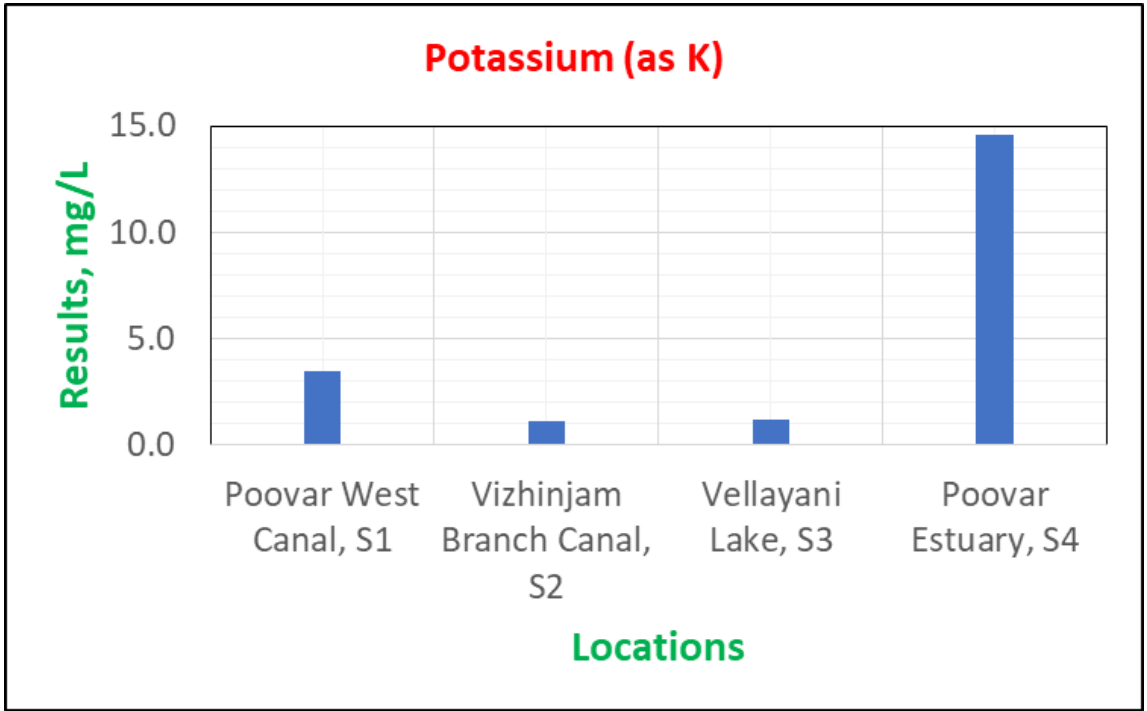 Potassium (as K)
Results, mg/L
15.0
10.0
5.0
0.0
Poovar West
Canal, S1
Vizhinjam
Branch Canal,
S2
Vellayani
Lake, S3
Poovar
Estuary, S4
Locations